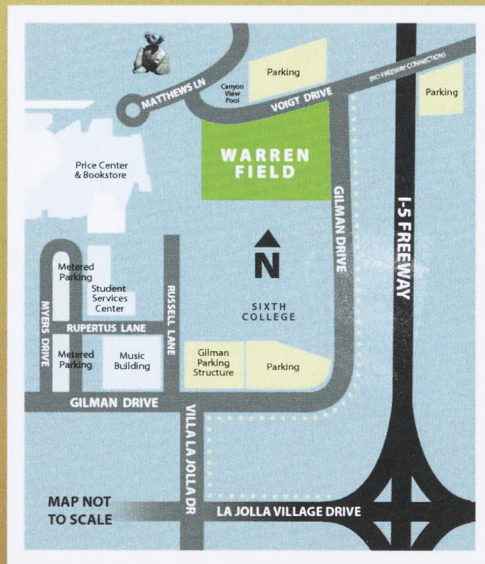 Parking
(NO FREEWAY CONNECTION)
MATTHEWS LN
Canyon
View
Pool
VOIGT DRIVE
Parking
WARREN
FIELD
Price Center
& Bookstore
GILMAN DRIVE
I-5 FREEWAY
N
Metered
Parking
Student
Services
Center
RUSSELL LANE
SIXTH
COLLEGE
MYERS DRIVE
RUPERTUS LANE
Metered
Parking
Music
Building
Gilman
Parking
Structure
Parking
GILMAN DRIVE
VILLA LA JOLLA DR
MAP NOT
TO SCALE
LA JOLLA VILLAGE DRIVE